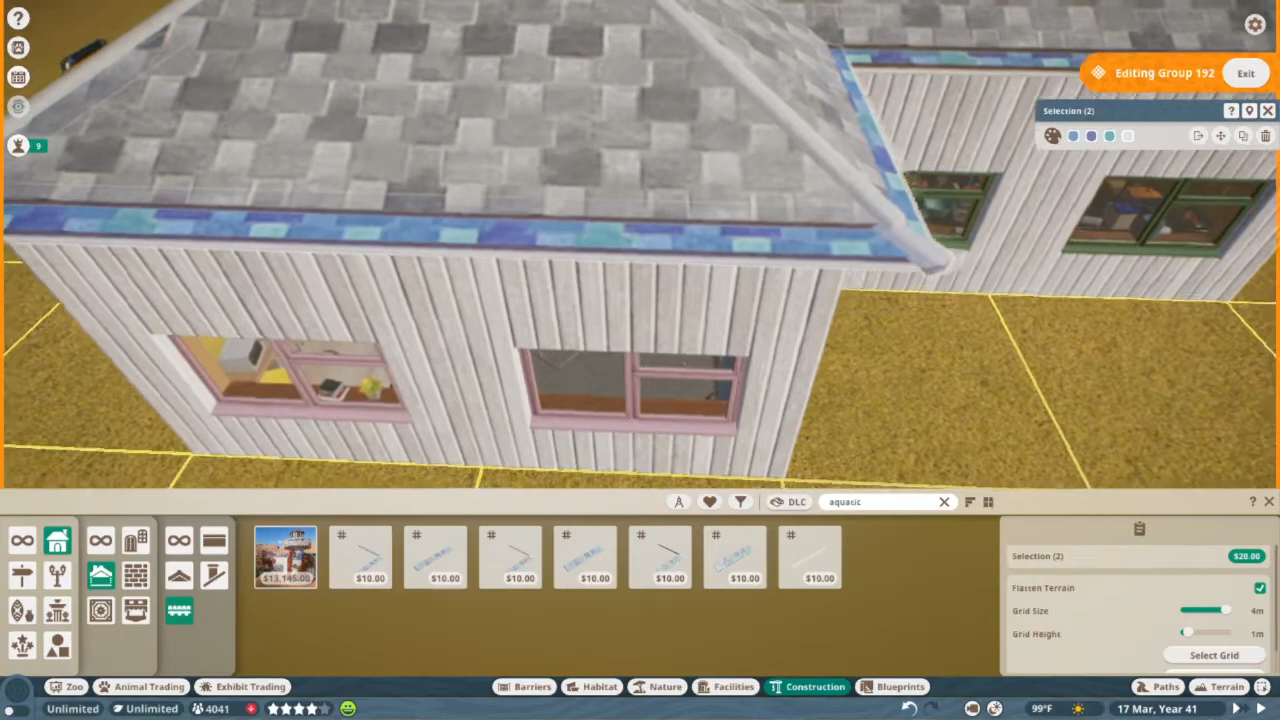 ?
Editing Group 192 Exit
Selection (2) ?
9
aquatic
DLC
?
$13,145.00 $10.00 $10.00 $10.00 $10.00 $10.00 $10.00 $10.00
Selection (2) $20.00
Flatten Terrain
Grid Size 4m
Grid Height 1m
Select Grid
Zoo Animal Trading Exhibit Trading Barriers Habitat Nature Facilities Construction Blueprints Paths Terrain
Unlimited Unlimited 4041 99°F 17 Mar, Year 41